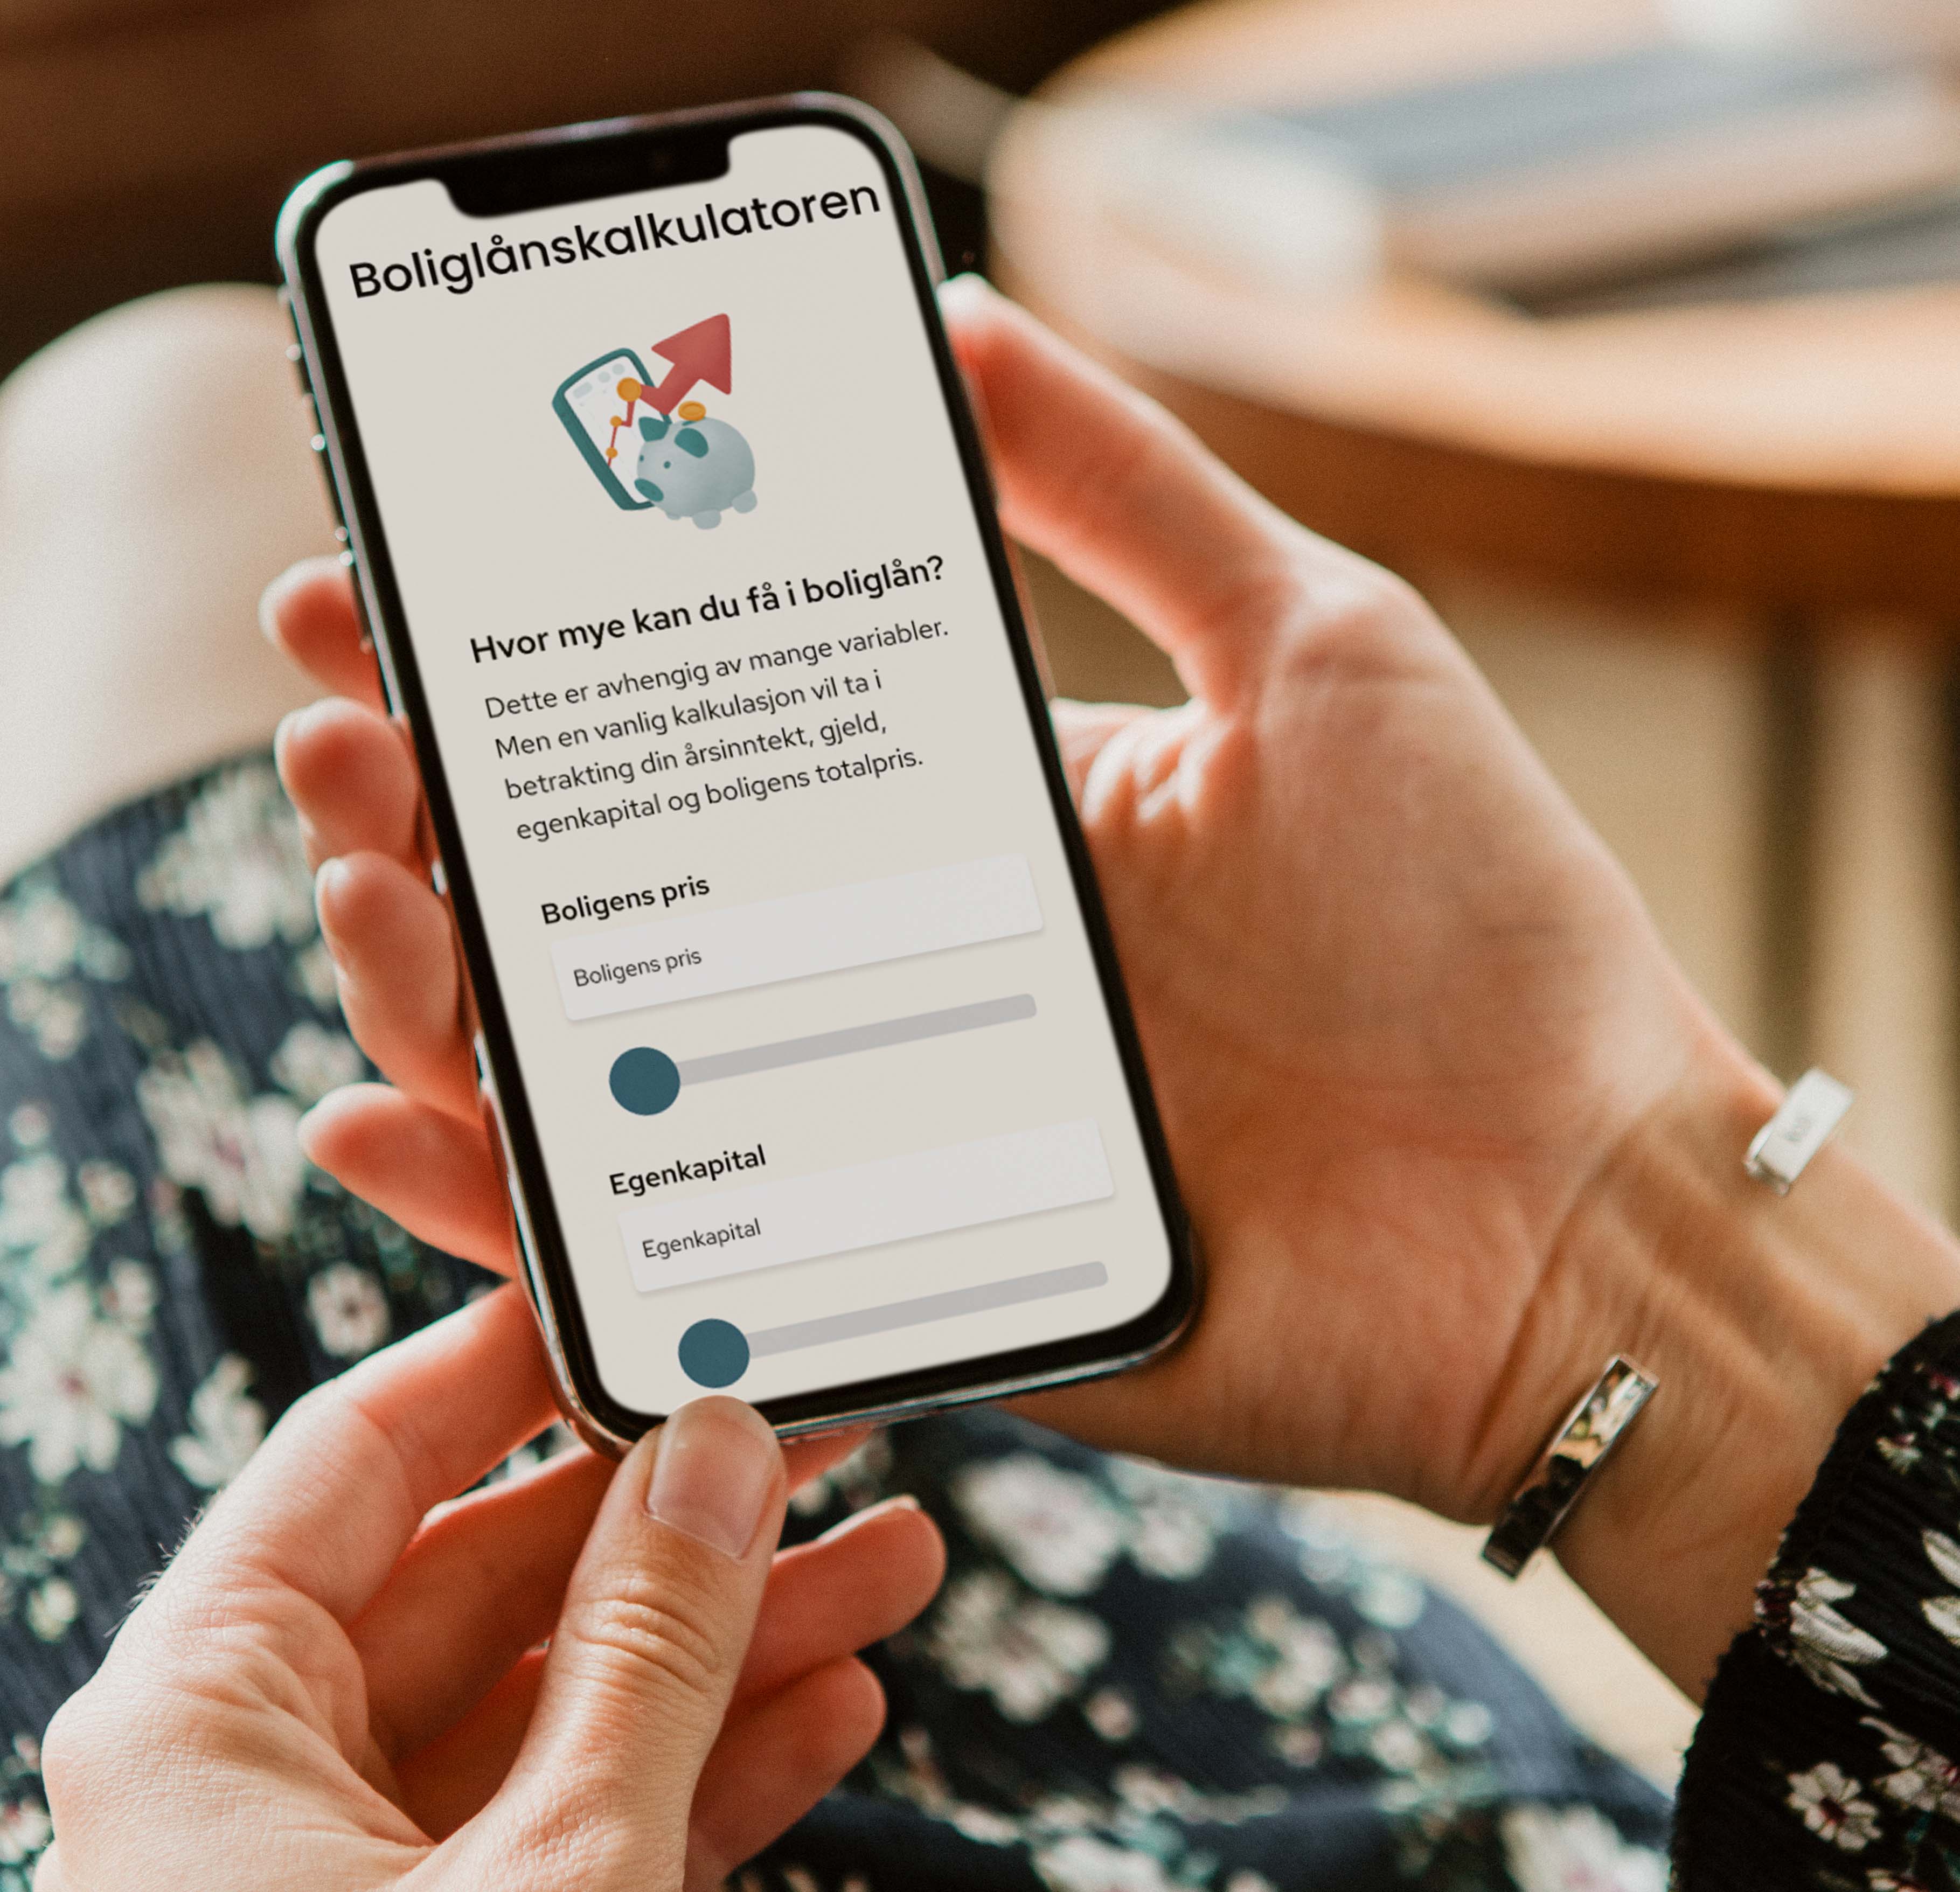 Boliglånskalkulatoren
Hvor mye kan du få i boliglån?
Dette er avhengig av mange variabler.
Men en vanlig kalkulasjon vil ta i
betrakting din årsinntekt, gjeld,
egenkapital og boligens totalpris.
Boligens pris
Boligens pris
Egenkapital
Egenkapital